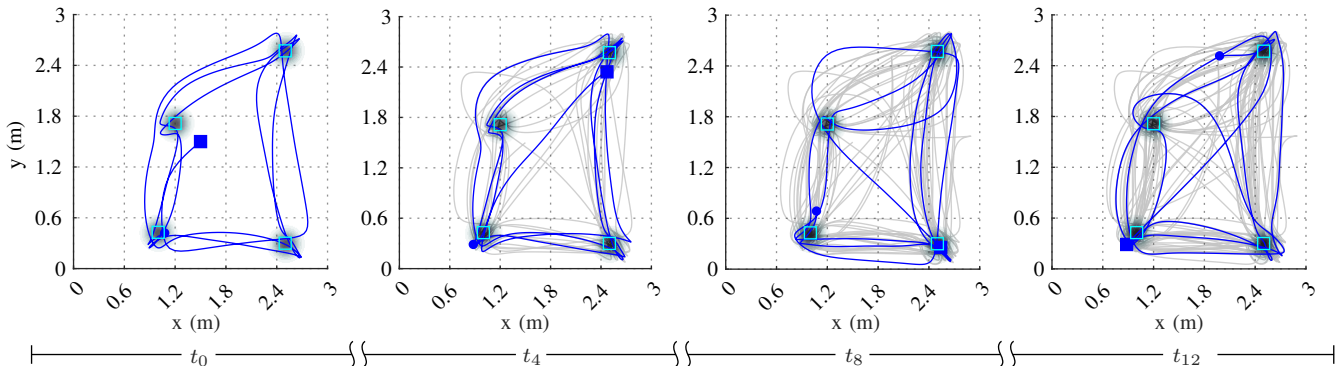 3 3 3 3
2.4 2.4 2.4 2.4
1.8 1.8 1.8 1.8
y (m)
1.2 1.2 1.2 1.2
0.6 0.6 0.6 0.6
0 0 0 0
0 0.6 1.2 1.8 2.4 3 0 0.6 1.2 1.8 2.4 3 0 0.6 1.2 1.8 2.4 3 0 0.6 1.2 1.8 2.4 3
x (m) x (m) x (m) x (m)
t₀ t₄ t₈ t₁₂